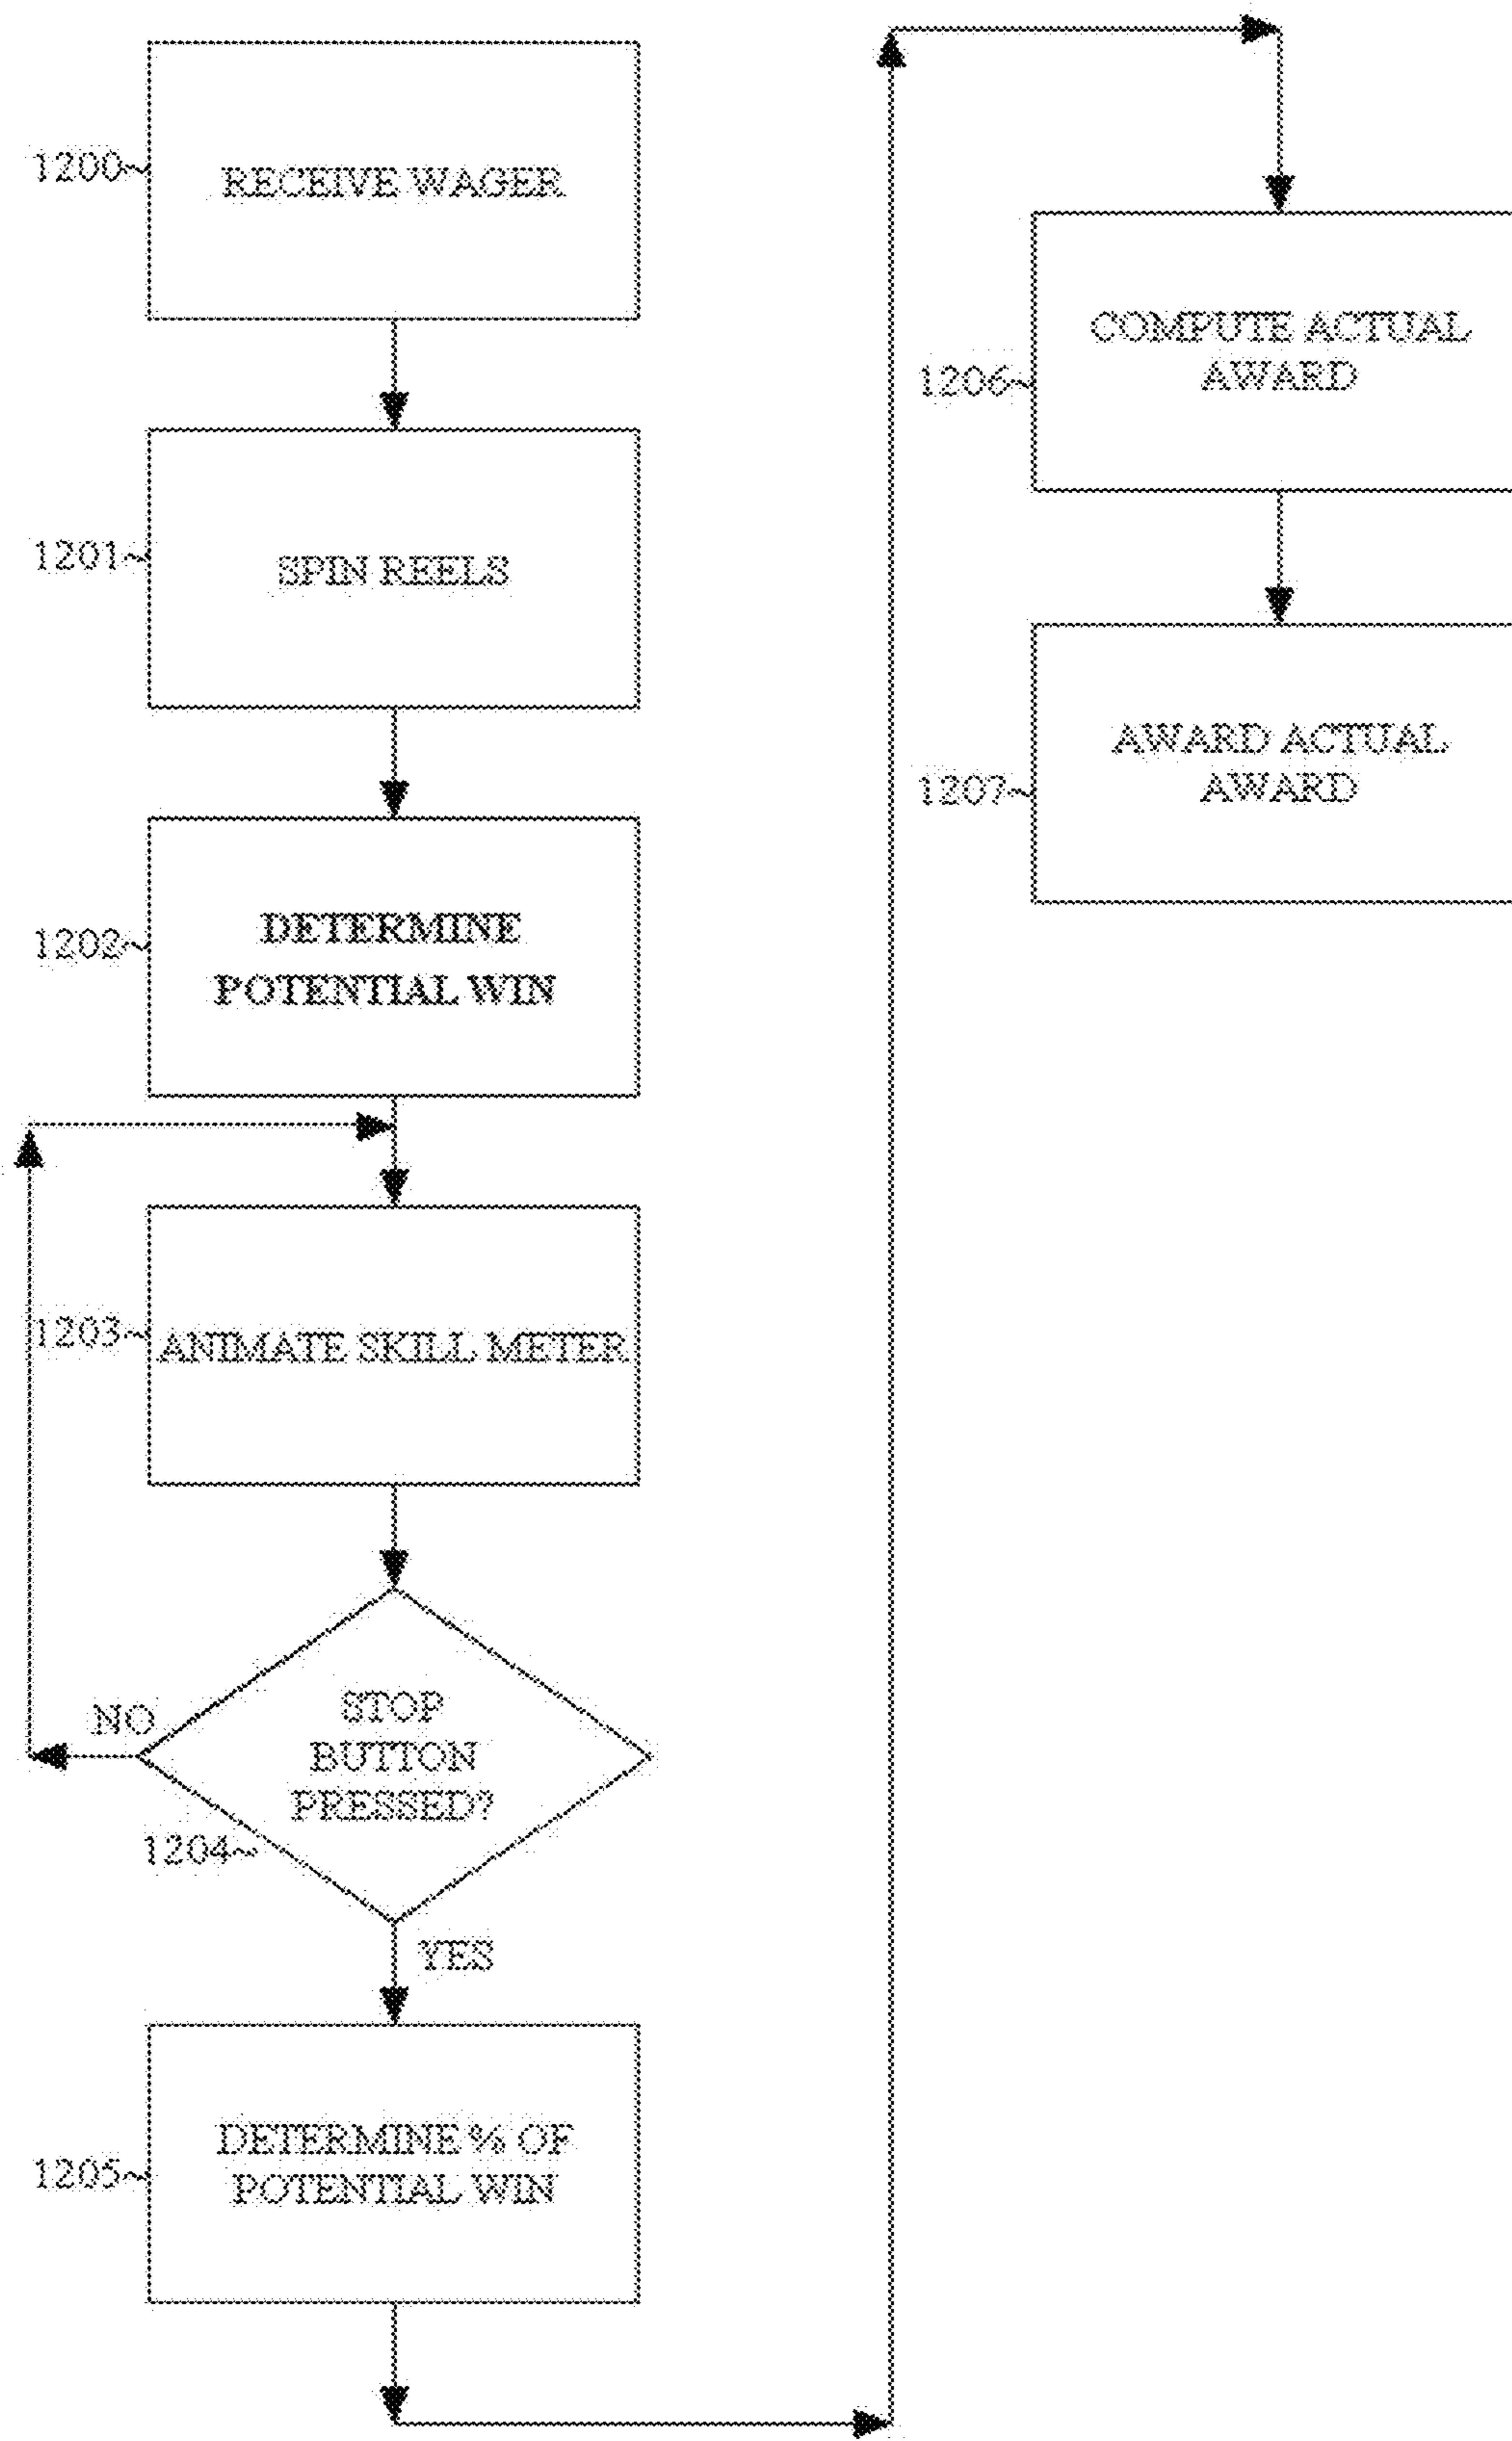 1200
RECEIVE WAGER
1201
SPIN REELS
1202
DETERMINE
POTENTIAL WIN
1203
ANIMATE SKILL METER
STOP
BUTTON
PRESSED?
NO
1204
YES
1205
DETERMINE % OF
POTENTIAL WIN
1206
COMPUTE ACTUAL
AWARD
1207
AWARD ACTUAL
AWARD